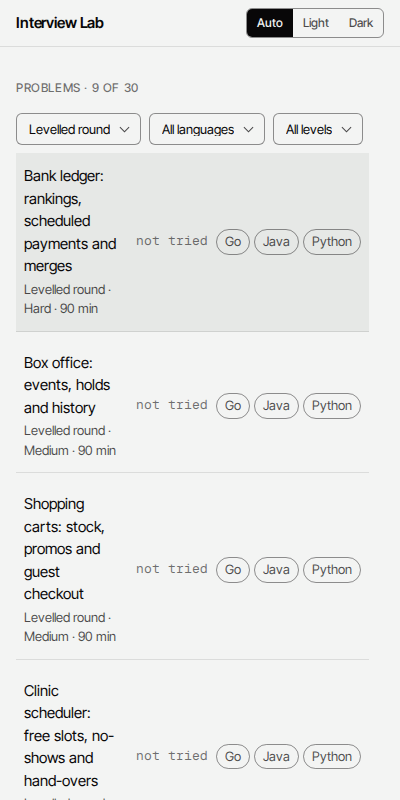 Interview Lab
Auto Light Dark
PROBLEMS · 9 OF 30
Levelled round All languages All levels
Bank ledger:
rankings,
scheduled
payments and
merges
Levelled round ·
Hard · 90 min
not tried Go Java Python
Box office:
events, holds
and history
Levelled round ·
Medium · 90 min
not tried Go Java Python
Shopping
carts: stock,
promos and
guest
checkout
Levelled round ·
Medium · 90 min
not tried Go Java Python
Clinic
scheduler:
free slots, no-
shows and
hand-overs
not tried Go Java Python